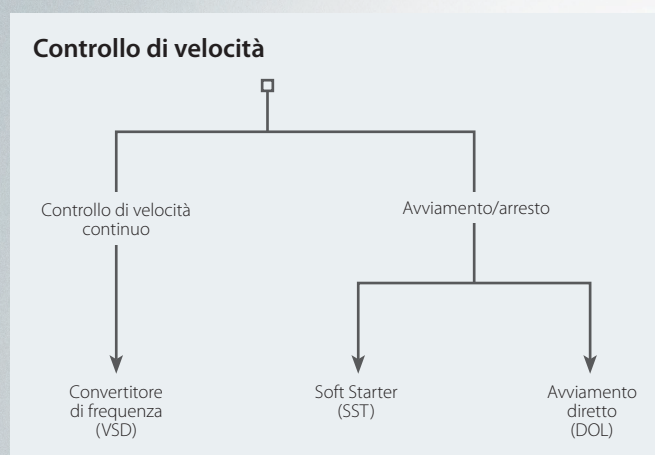 Controllo di velocità
Controllo di velocità
continuo
Avviamento/arresto
Convertitore
di frequenza
(VSD)
Soft Starter
(SST)
Avviamento
diretto
(DOL)